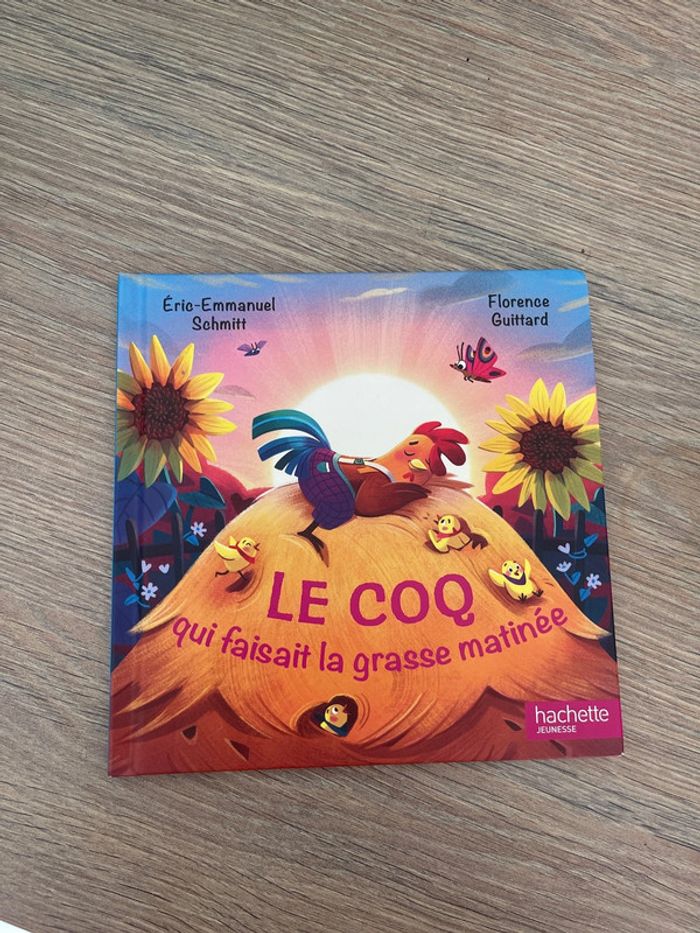 Éric-Emmanuel
Schmitt
Florence
Guittard
LE COQ
qui faisait la grasse matinée
hachette
JEUNESSE